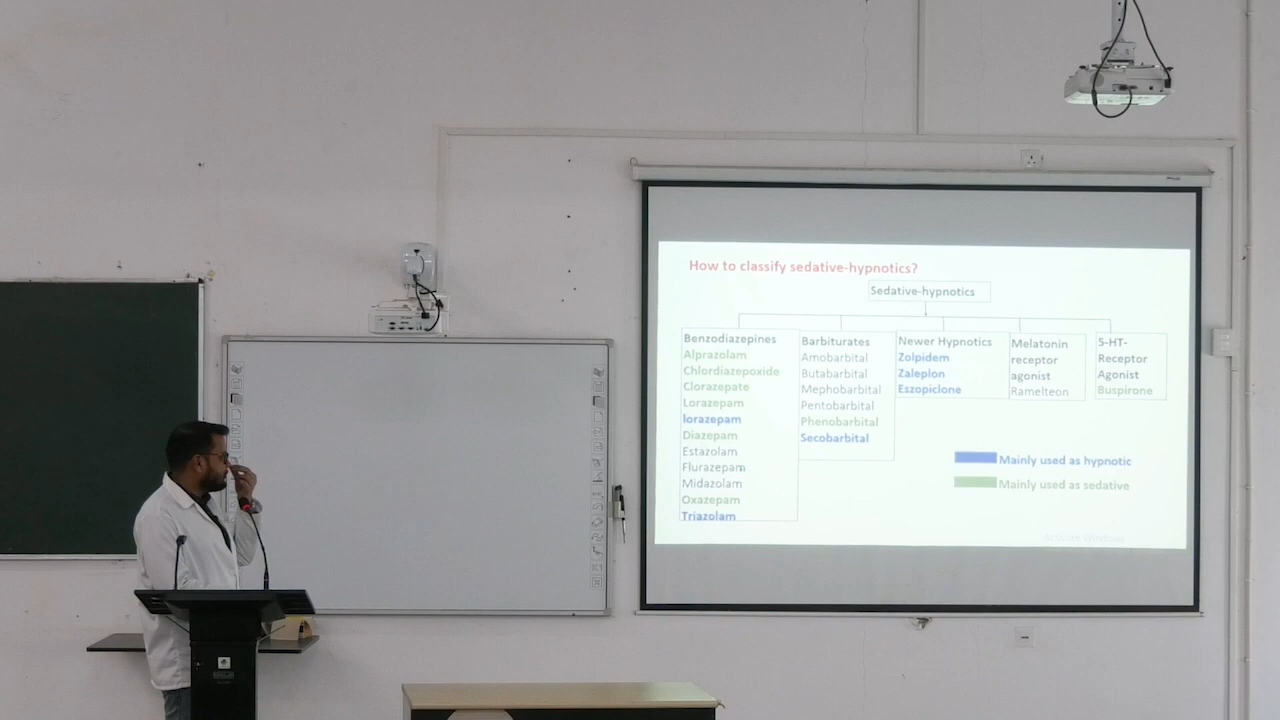 How to classify sedative-hypnotics?
Sedative-hypnotics
Benzodiazepines
Alprazolam
Chlordiazepoxide
Clorazepate
Lorazepam
lorazepam
Diazepam
Estazolam
Flurazepam
Midazolam
Oxazepam
Triazolam
Barbiturates
Amobarbital
Butabarbital
Mephobarbital
Pentobarbital
Phenobarbital
Secobarbital
Newer Hypnotics
Zolpidem
Zaleplon
Eszopiclone
Melatonin
receptor
agonist
Ramelteon
5-HT-
Receptor
Agonist
Buspirone
Mainly used as hypnotic
Mainly used as sedative
Activate Windows